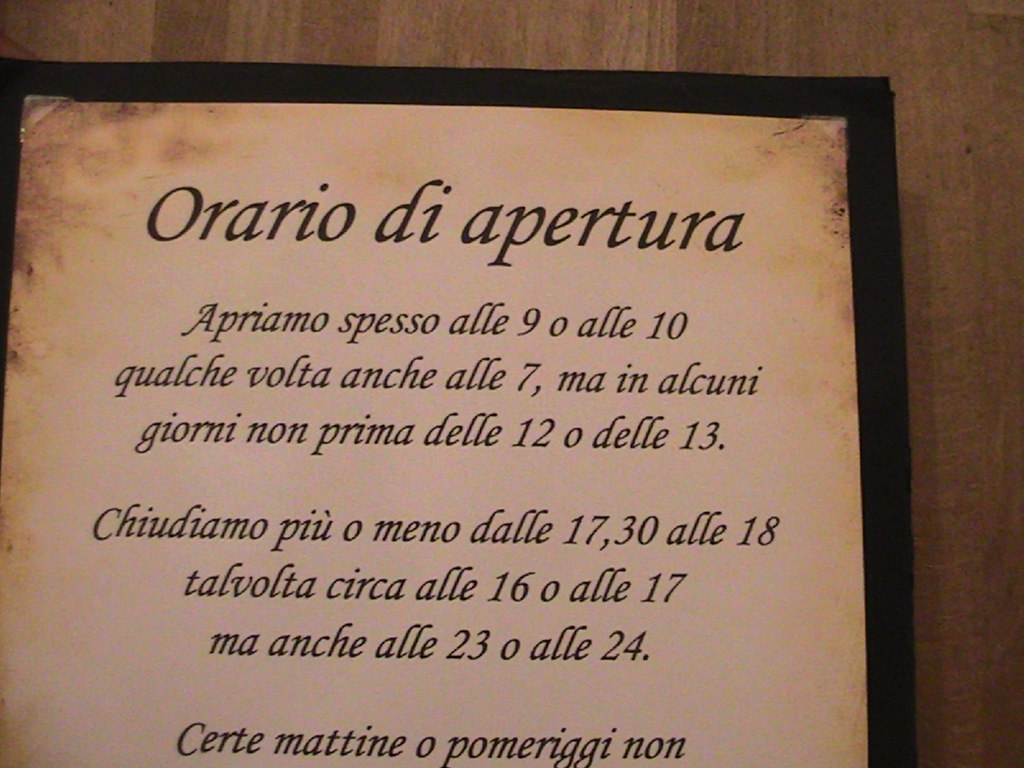 Orario di apertura
Apriamo spesso alle 9 o alle 10
qualche volta anche alle 7, ma in alcuni
giorni non prima delle 12 o delle 13.
Chiudiamo più o meno dalle 17,30 alle 18
talvolta circa alle 16 o alle 17
ma anche alle 23 o alle 24.
Certe mattine o pomeriggi non